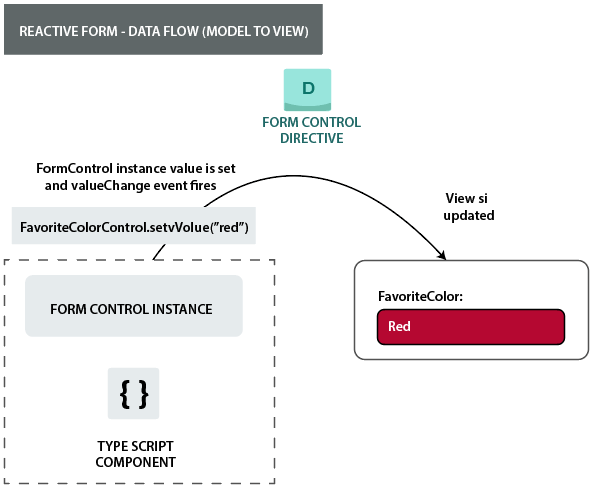 REACTIVE FORM - DATA FLOW (MODEL TO VIEW)
D
FORM CONTROL
DIRECTIVE
FormControl instance value is set
and valueChange event fires
View si
updated
FavoriteColorControl.setvValue("red")
FORM CONTROL INSTANCE
FavoriteColor:
Red
{ }
TYPE SCRIPT
COMPONENT